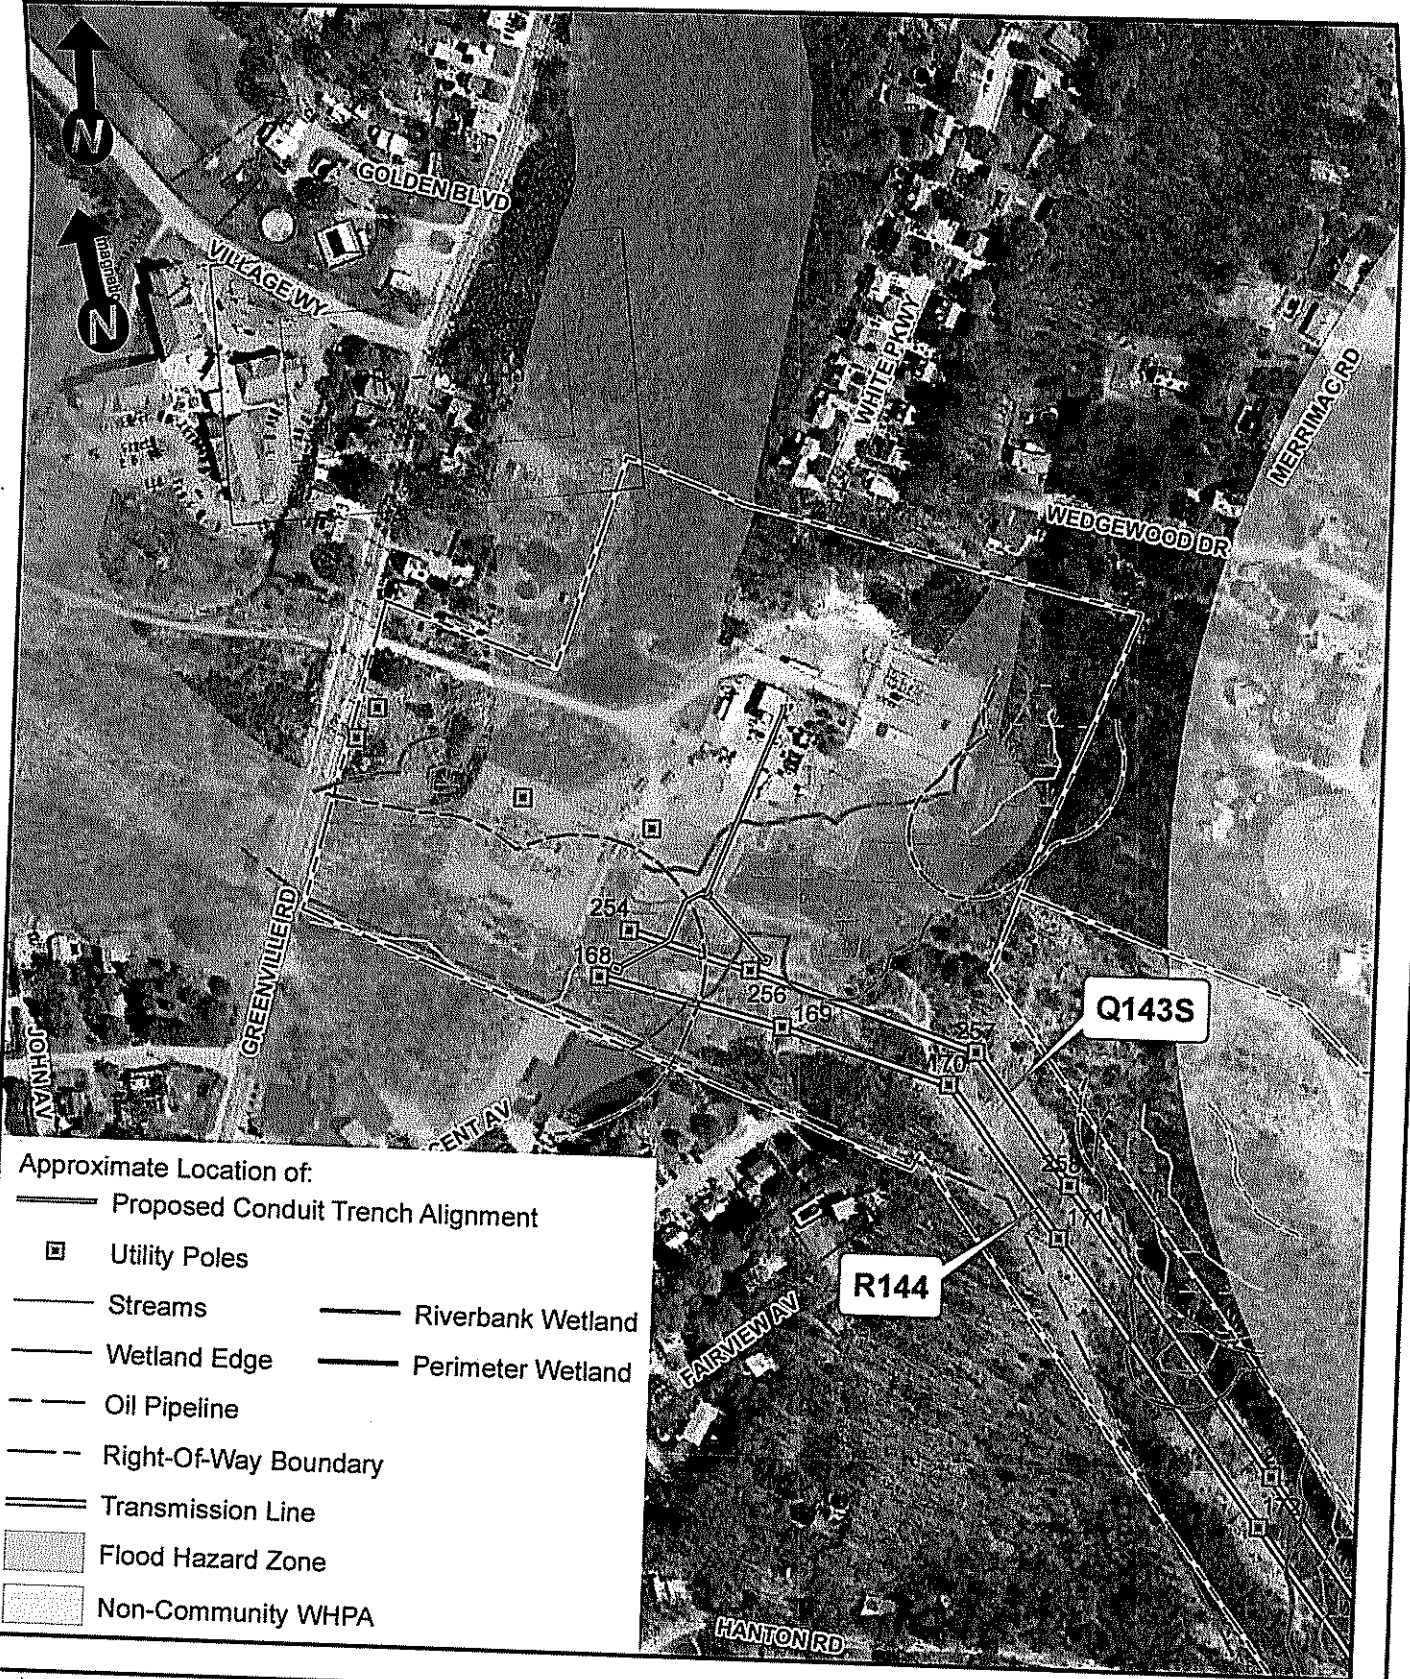 N
GOLDEN BLVD
VILLAGE WY
N
WHITE PKWY
MERRIMAC RD
WEDGEWOOD DR
254
168
256
169
257
170
Q143S
GREENVILLE RD
JOHN AV
GENT AV
258
171
R144
FAIRVIEW AV
HANTON RD
Approximate Location of:
Proposed Conduit Trench Alignment
Utility Poles
Streams
Riverbank Wetland
Wetland Edge
Perimeter Wetland
Oil Pipeline
Right-Of-Way Boundary
Transmission Line
Flood Hazard Zone
Non-Community WHPA